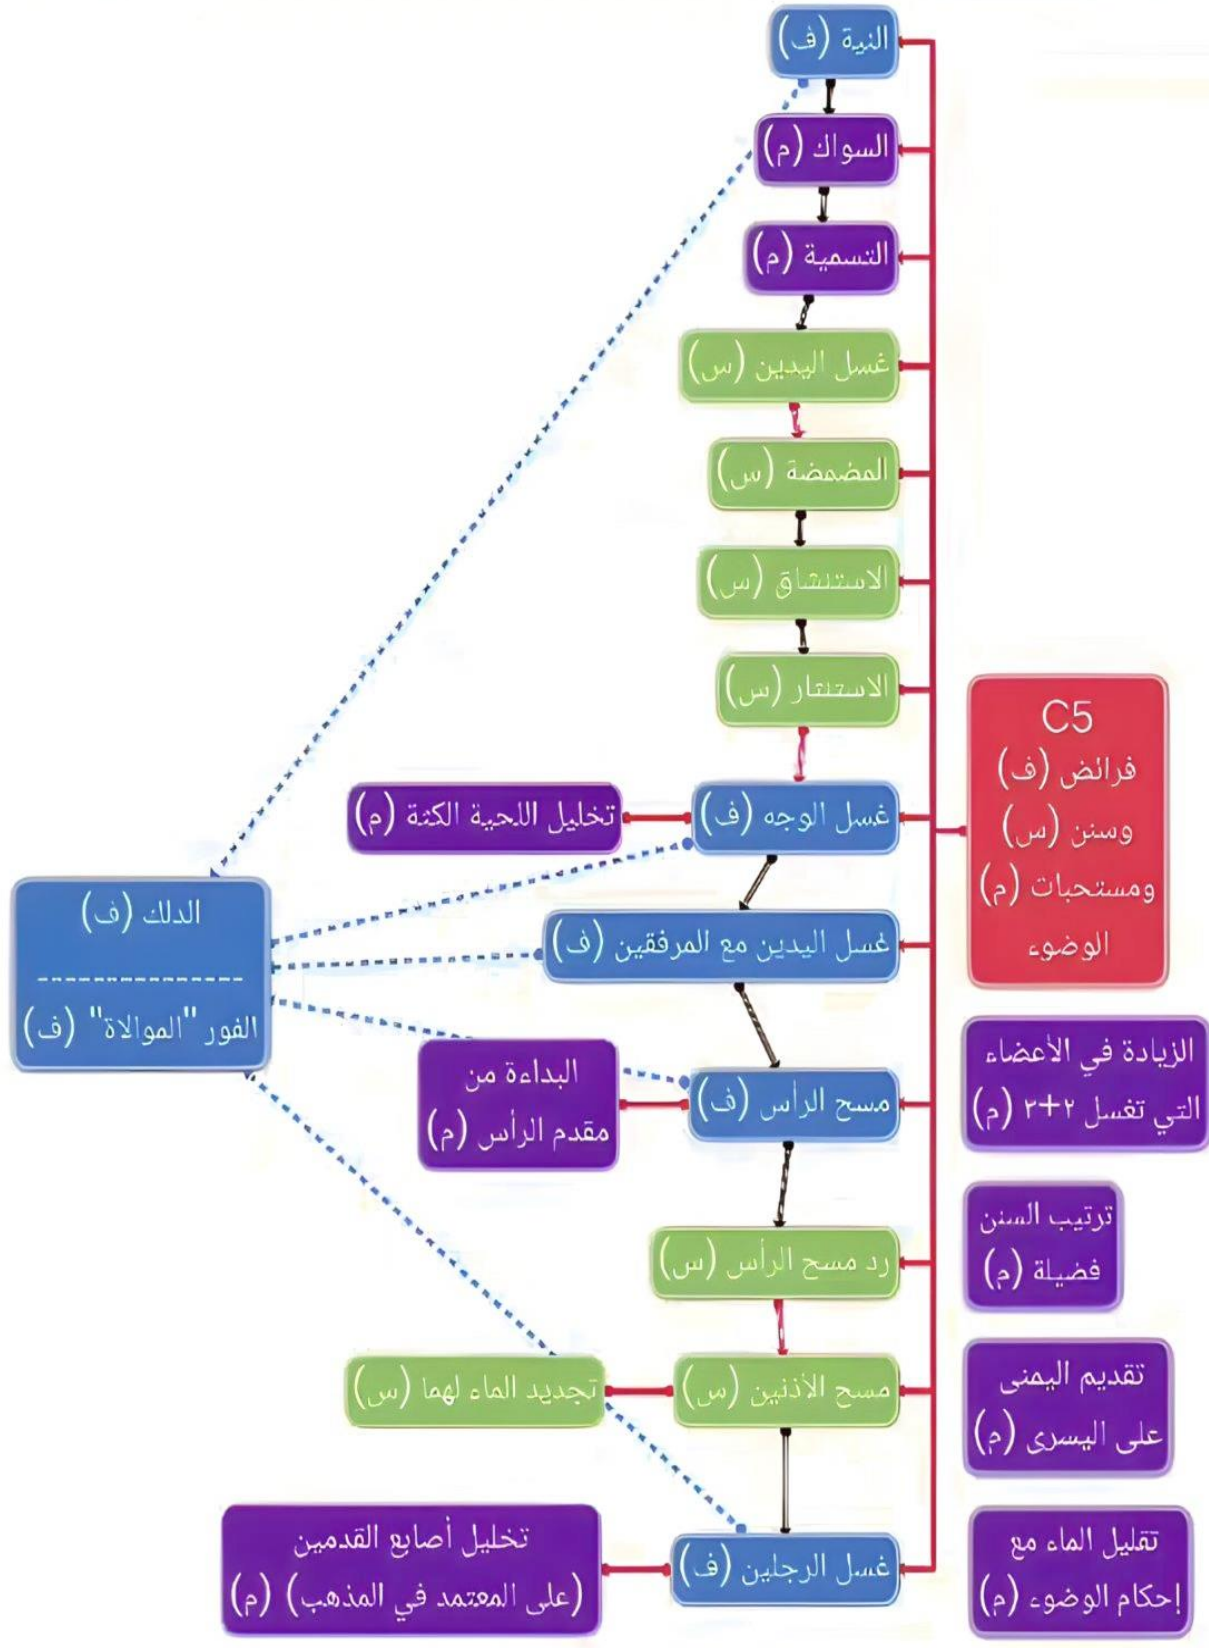 النية (ف)
السواك (م)
التسمية (م)
غسل اليدين (س)
المضمضة (س)
الاستنشاق (س)
الاستنثار (س)
C5
فرائض (ف)
وسنن (س)
ومستحبات (م)
الوضوء
غسل الوجه (ف)
تخليل اللحية الكثة (م)
الدلك (ف)
---------------
الفور "الموالاة" (ف)
غسل اليدين مع المرفقين (ف)
الزيادة في الأعضاء
التي تغسل ٢+٢ (م)
مسح الرأس (ف)
البداءة من
مقدم الرأس (م)
ترتيب السنن
فضيلة (م)
رد مسح الرأس (س)
تقديم اليمنى
على اليسرى (م)
مسح الأذنين (س)
تجديد الماء لهما (س)
تقليل الماء مع
إحكام الوضوء (م)
غسل الرجلين (ف)
تخليل أصابع القدمين
(على المعتمد في المذهب) (م)